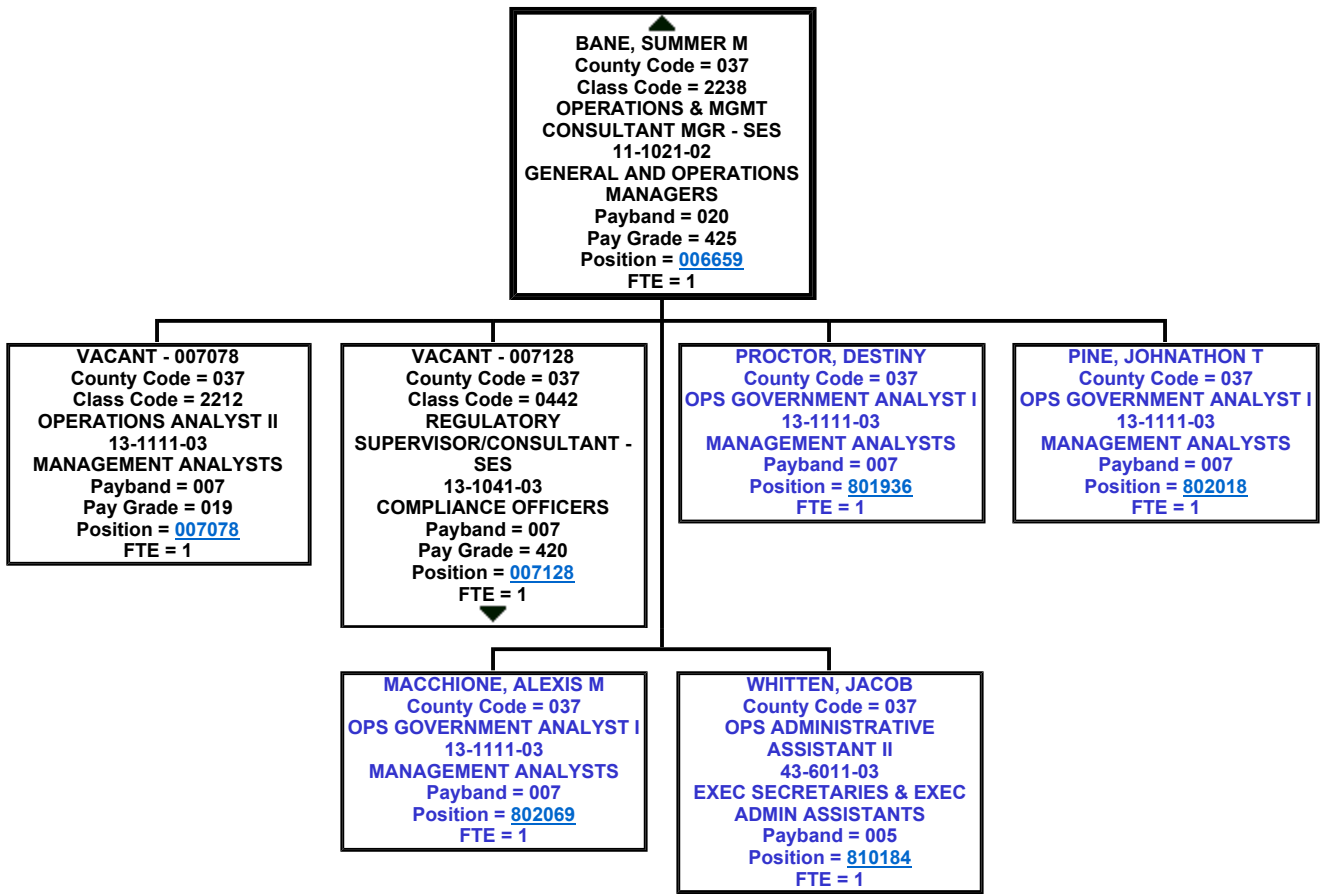 BANE, SUMMER M
County Code = 037
Class Code = 2238
OPERATIONS & MGMT
CONSULTANT MGR - SES
11-1021-02
GENERAL AND OPERATIONS
MANAGERS
Payband = 020
Pay Grade = 425
Position = 006659
FTE = 1
VACANT - 007078
County Code = 037
Class Code = 2212
OPERATIONS ANALYST II
13-1111-03
MANAGEMENT ANALYSTS
Payband = 007
Pay Grade = 019
Position = 007078
FTE = 1
VACANT - 007128
County Code = 037
Class Code = 0442
REGULATORY
SUPERVISOR/CONSULTANT -
SES
13-1041-03
COMPLIANCE OFFICERS
Payband = 007
Pay Grade = 420
Position = 007128
FTE = 1
PROCTOR, DESTINY
County Code = 037
OPS GOVERNMENT ANALYST I
13-1111-03
MANAGEMENT ANALYSTS
Payband = 007
Position = 801936
FTE = 1
PINE, JOHNATHON T
County Code = 037
OPS GOVERNMENT ANALYST I
13-1111-03
MANAGEMENT ANALYSTS
Payband = 007
Position = 802018
FTE = 1
MACCHIONE, ALEXIS M
County Code = 037
OPS GOVERNMENT ANALYST I
13-1111-03
MANAGEMENT ANALYSTS
Payband = 007
Position = 802069
FTE = 1
WHITTEN, JACOB
County Code = 037
OPS ADMINISTRATIVE
ASSISTANT II
43-6011-03
EXEC SECRETARIES & EXEC
ADMIN ASSISTANTS
Payband = 005
Position = 810184
FTE = 1